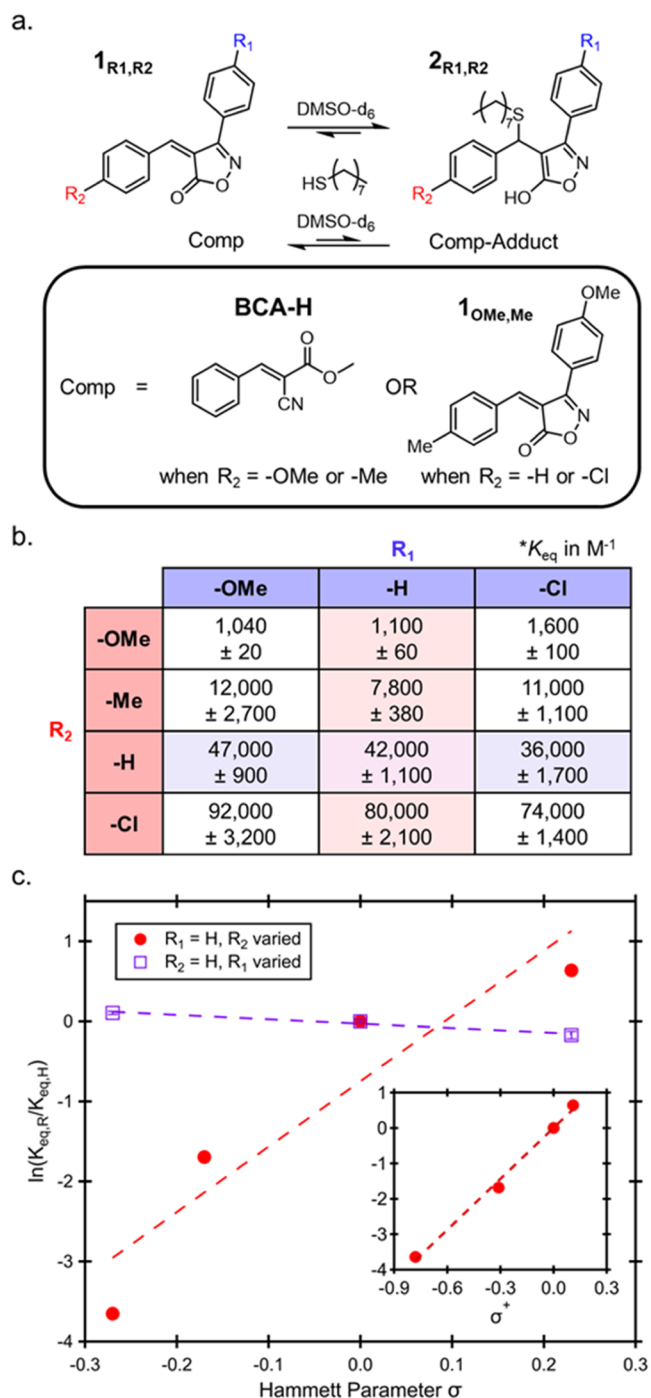 a.
1R1,R2
R1
R2
O
O
N
DMSO-d6
HS
7
DMSO-d6
2R1,R2
R1
7
S
R2
HO
O
N
Comp
Comp-Adduct
BCA-H
1OMe,Me
OMe
Comp =
O
O
CN
OR
Me
O
O
N
when R2 = -OMe or -Me
when R2 = -H or -Cl
b.
R1
*Keq in M-1
-OMe
-H
-Cl
R2
-OMe
1,040
± 20
1,100
± 60
1,600
± 100
-Me
12,000
± 2,700
7,800
± 380
11,000
± 1,100
-H
47,000
± 900
42,000
± 1,100
36,000
± 1,700
-Cl
92,000
± 3,200
80,000
± 2,100
74,000
± 1,400
c.
R1 = H, R2 varied
R2 = H, R1 varied
ln(Keq,R/Keq,H)
1
0
-1
-2
-3
-4
-0.3
-0.2
-0.1
0.0
0.1
0.2
0.3
Hammett Parameter σ
0
-1
-2
-3
-4
-0.9
-0.6
-0.3
0.0
0.3
σ+